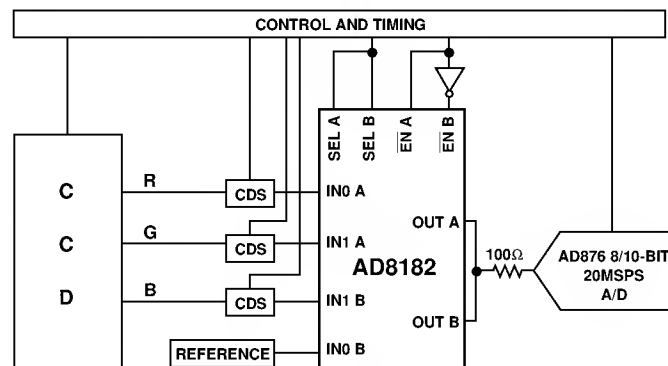 CONTROL AND TIMING
SEL A
SEL B
EN A
EN B
C
C
D
R
G
B
CDS
CDS
CDS
REFERENCE
IN0 A
IN1 A
IN1 B
IN0 B
AD8182
OUT A
OUT B
100Ω
AD876 8/10-BIT
20MSPS
A/D